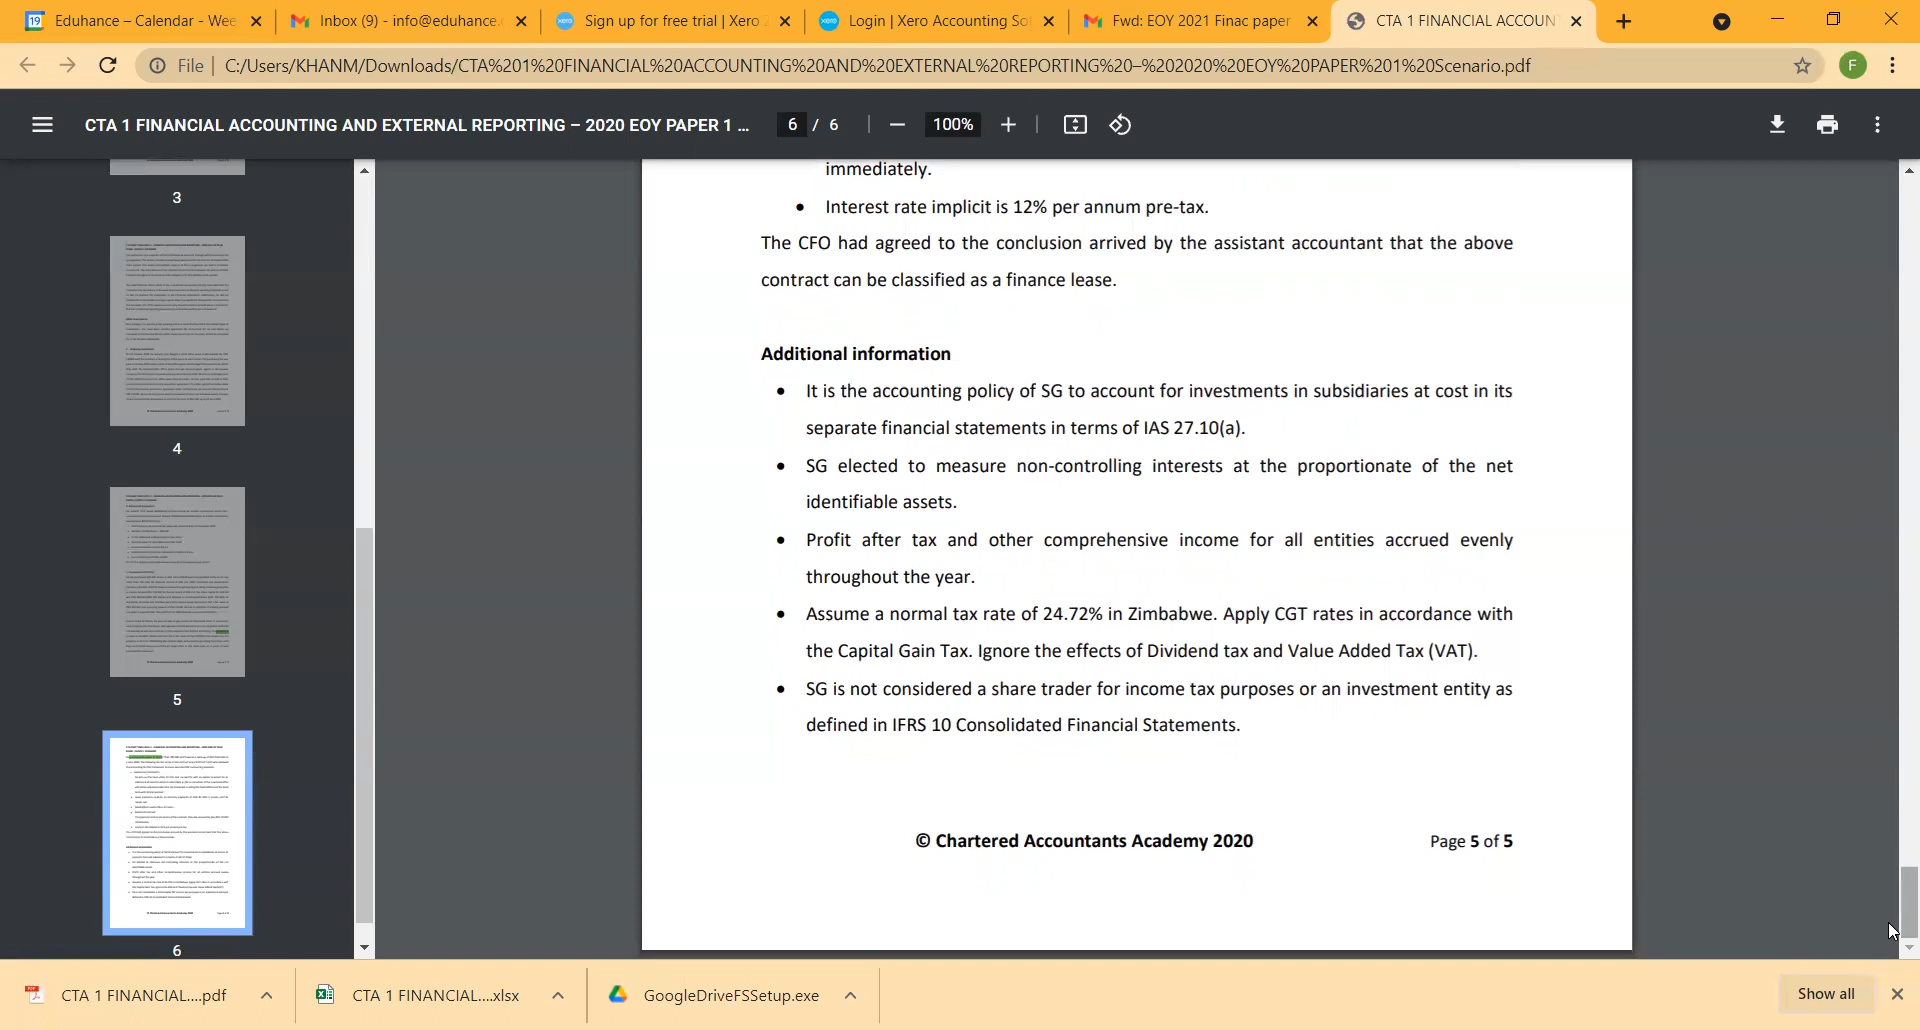 19 Eduhance – Calendar - Wee
Inbox (9) - info@eduhance.
xero Sign up for free trial | Xero
xero Login | Xero Accounting So
Fwd: EOY 2021 Finac paper
CTA 1 FINANCIAL ACCOUN
File | C:/Users/KHANM/Downloads/CTA%201%20FINANCIAL%20ACCOUNTING%20AND%20EXTERNAL%20REPORTING%20–%202020%20EOY%20PAPER%201%20Scenario.pdf
F
CTA 1 FINANCIAL ACCOUNTING AND EXTERNAL REPORTING – 2020 EOY PAPER 1 ...
6 / 6
100%
3
4
5
6
immediately.
• Interest rate implicit is 12% per annum pre-tax.
The CFO had agreed to the conclusion arrived by the assistant accountant that the above
contract can be classified as a finance lease.
Additional information
• It is the accounting policy of SG to account for investments in subsidiaries at cost in its
separate financial statements in terms of IAS 27.10(a).
• SG elected to measure non-controlling interests at the proportionate of the net
identifiable assets.
• Profit after tax and other comprehensive income for all entities accrued evenly
throughout the year.
• Assume a normal tax rate of 24.72% in Zimbabwe. Apply CGT rates in accordance with
the Capital Gain Tax. Ignore the effects of Dividend tax and Value Added Tax (VAT).
• SG is not considered a share trader for income tax purposes or an investment entity as
defined in IFRS 10 Consolidated Financial Statements.
© Chartered Accountants Academy 2020
Page 5 of 5
PDF CTA 1 FINANCIAL....pdf
CTA 1 FINANCIAL....xlsx
GoogleDriveFSSetup.exe
Show all